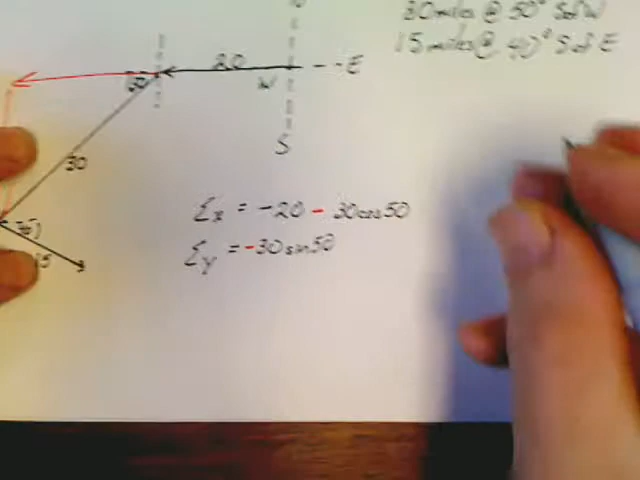 30 miles @ 50° S of W
15 miles @ 40° S of E
20
E
W
S
30
15
Σx = -20 - 30cos50
Σy = -30sin50